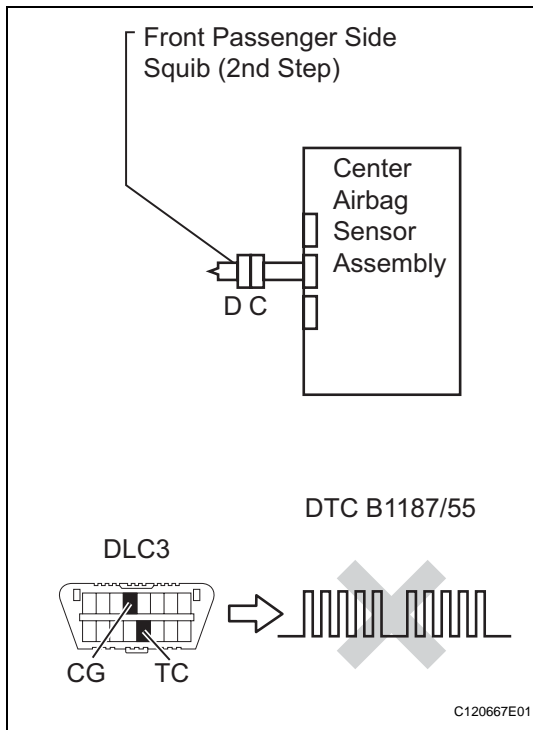 Front Passenger Side
Squib (2nd Step)
Center
Airbag
Sensor
Assembly
D C
DTC B1187/55
DLC3
CG TC
C120667E01